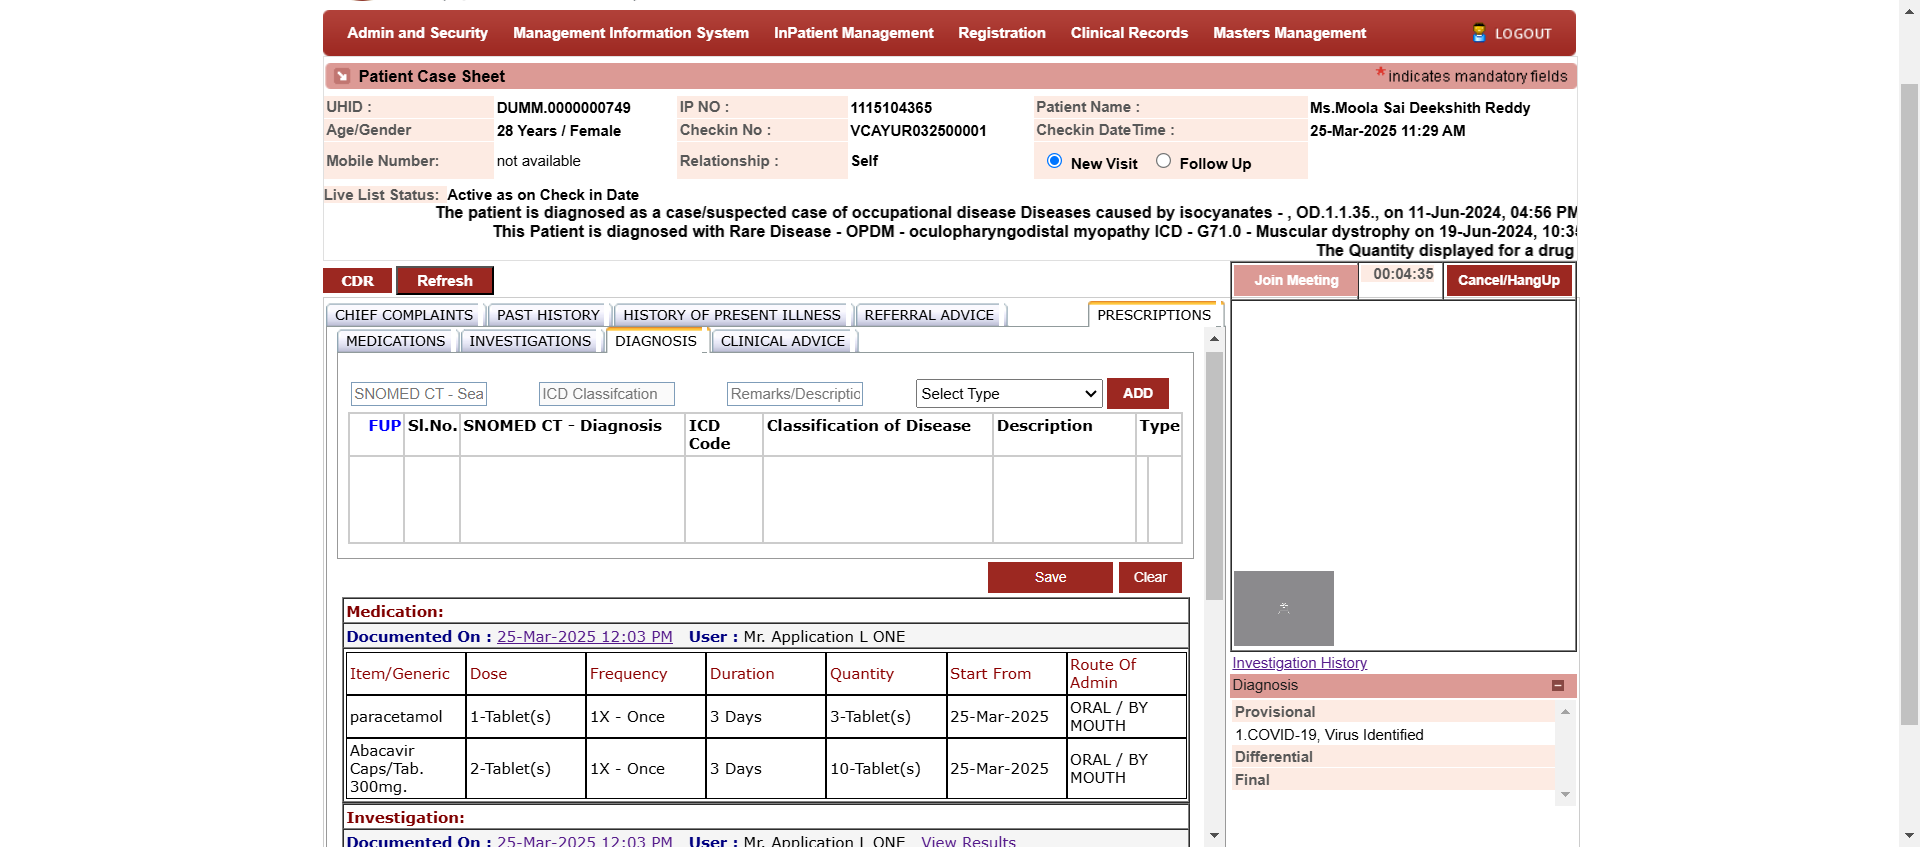 Admin and Security Management Information System InPatient Management Registration Clinical Records Masters Management LOGOUT
Patient Case Sheet * indicates mandatory fields
UHID : DUMM.0000000749 IP NO : 1115104365 Patient Name : Ms.Moola Sai Deekshith Reddy
Age/Gender 28 Years / Female Checkin No : VCAYUR032500001 Checkin DateTime : 25-Mar-2025 11:29 AM
Mobile Number: not available Relationship : Self New Visit Follow Up
Live List Status: Active as on Check in Date
The patient is diagnosed as a case/suspected case of occupational disease Diseases caused by isocyanates - , OD.1.1.35., on 11-Jun-2024, 04:56 PM
This Patient is diagnosed with Rare Disease - OPDM - oculopharyngodistal myopathy ICD - G71.0 - Muscular dystrophy on 19-Jun-2024, 10:35
The Quantity displayed for a drug
CDR Refresh Join Meeting 00:04:35 Cancel/HangUp
CHIEF COMPLAINTS PAST HISTORY HISTORY OF PRESENT ILLNESS REFERRAL ADVICE PRESCRIPTIONS
MEDICATIONS INVESTIGATIONS DIAGNOSIS CLINICAL ADVICE
SNOMED CT - Sea ICD Classifcation Remarks/Descriptio Select Type ADD
FUP Sl.No. SNOMED CT - Diagnosis ICD Code Classification of Disease Description Type
Save Clear
Medication:
Documented On : 25-Mar-2025 12:03 PM User : Mr. Application L ONE
Item/Generic Dose Frequency Duration Quantity Start From Route Of Admin
paracetamol 1-Tablet(s) 1X - Once 3 Days 3-Tablet(s) 25-Mar-2025 ORAL / BY MOUTH
Abacavir Caps/Tab. 300mg. 2-Tablet(s) 1X - Once 3 Days 10-Tablet(s) 25-Mar-2025 ORAL / BY MOUTH
Investigation:
Documented On : 25-Mar-2025 12:03 PM User : Mr. Application L ONE View Results
Investigation History
Diagnosis
Provisional
1.COVID-19, Virus Identified
Differential
Final